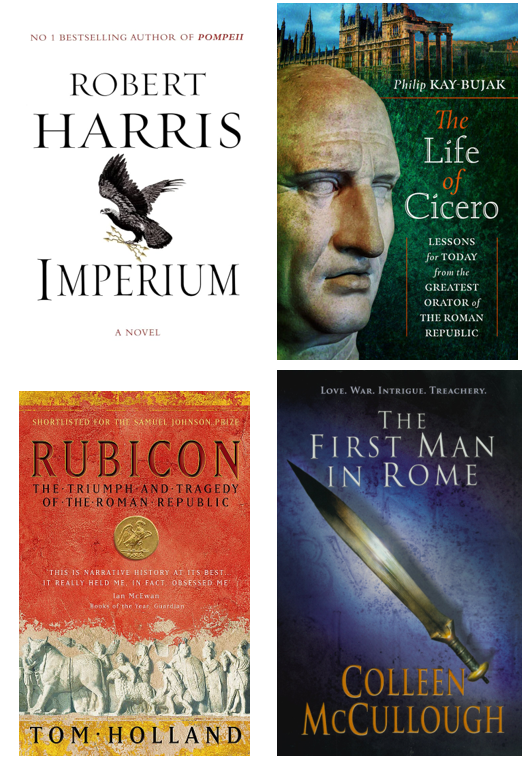 NO 1 BESTSELLING AUTHOR OF POMPEII
ROBERT
HARRIS
IMPERIUM
A NOVEL
Philip KAY-BUJAK
The
Life
of
Cicero
LESSONS
for TODAY
from the
GREATEST
ORATOR of
THE ROMAN
REPUBLIC
SHORTLISTED FOR THE SAMUEL JOHNSON PRIZE
RUBICON
THE·TRIUMPH·AND·TRAGEDY
OF·THE·ROMAN·REPUBLIC
'THIS IS NARRATIVE HISTORY AT ITS BEST.
IT REALLY HELD ME, IN FACT, OBSESSED ME'
Ian McEwan
Books of the Year, Guardian
TOM·HOLLAND
LOVE. WAR. INTRIGUE. TREACHERY.
THE
FIRST MAN
IN ROME
COLLEEN
MCCULLOUGH